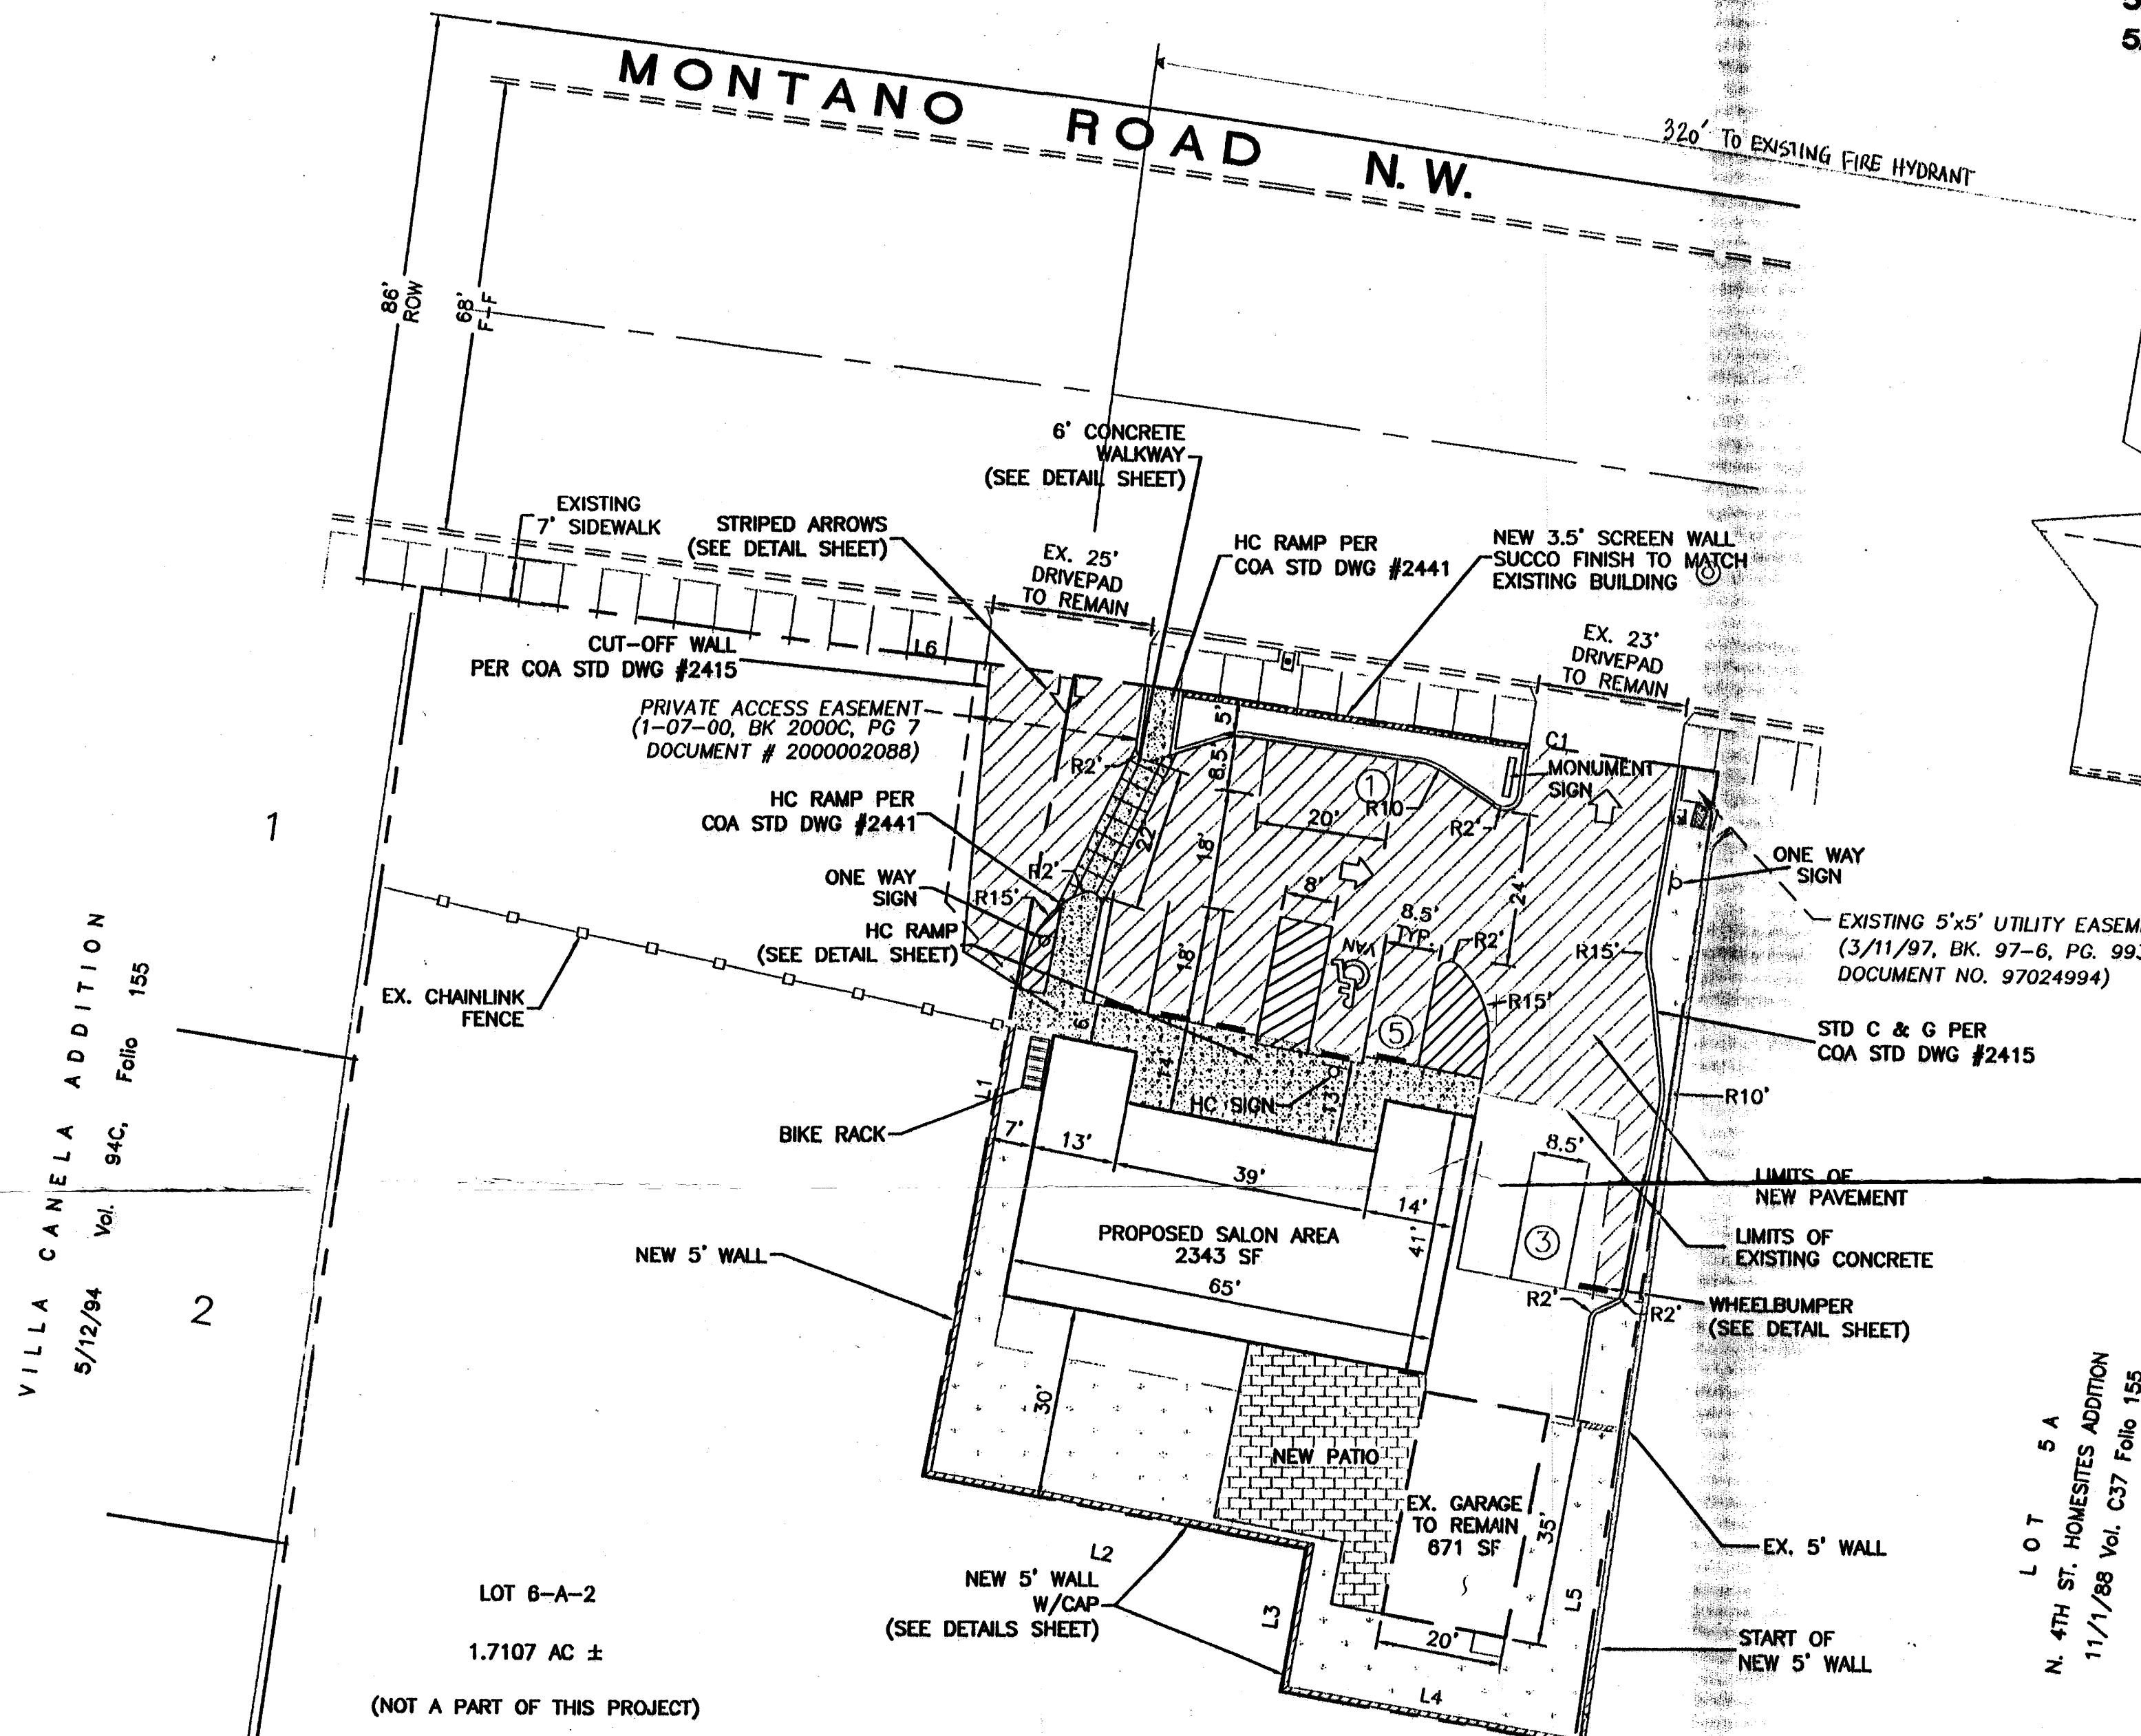 MONTANO ROAD N.W.
320' TO EXISTING FIRE HYDRANT
5
86'
ROW
68'
F-F
6' CONCRETE
WALKWAY
(SEE DETAIL SHEET)
EXISTING
7' SIDEWALK
STRIPED ARROWS
(SEE DETAIL SHEET)
EX. 25'
DRIVEPAD
TO REMAIN
HC RAMP PER
COA STD DWG #2441
NEW 3.5' SCREEN WALL
SUCCO FINISH TO MATCH
EXISTING BUILDING
EX. 23'
DRIVEPAD
TO REMAIN
CUT-OFF WALL
PER COA STD DWG #2415
L6
PRIVATE ACCESS EASEMENT
(1-07-00, BK 2000C, PG 7
DOCUMENT # 2000002088)
5'
8.5'
R2'
C1
MONUMENT
SIGN
1
R10
20'
R2'
HC RAMP PER
COA STD DWG #2441
22'
18'
24'
ONE WAY
SIGN
R2'
R15'
ONE WAY
SIGN
8'
8.5'
TYP.
VAN
R2'
R15'
HC RAMP
(SEE DETAIL SHEET)
18'
R15'
EXISTING 5'x5' UTILITY EASEM
(3/11/97, BK. 97-6, PG. 993
DOCUMENT NO. 97024994)
1
EX. CHAINLINK
FENCE
6'
5
STD C & G PER
COA STD DWG #2415
14'
HC SIGN
13'
R10'
L1
BIKE RACK
7'
13'
39'
14'
8.5'
LIMITS OF
NEW PAVEMENT
PROPOSED SALON AREA
2343 SF
41'
3
LIMITS OF
EXISTING CONCRETE
NEW 5' WALL
65'
R2'
R2'
WHEELBUMPER
(SEE DETAIL SHEET)
VILLA CANELA ADDITION
5/12/94 Vol. 94C, Folio 155
2
30'
NEW PATIO
EX. GARAGE
TO REMAIN
671 SF
35'
EX. 5' WALL
L2
NEW 5' WALL
W/CAP
(SEE DETAILS SHEET)
L3
L5
20'
L4
START OF
NEW 5' WALL
LOT 6-A-2
1.7107 AC ±
(NOT A PART OF THIS PROJECT)
LOT 5A
N. 4TH ST. HOMESITES ADDITION
11/1/88 Vol. C37 Folio 155